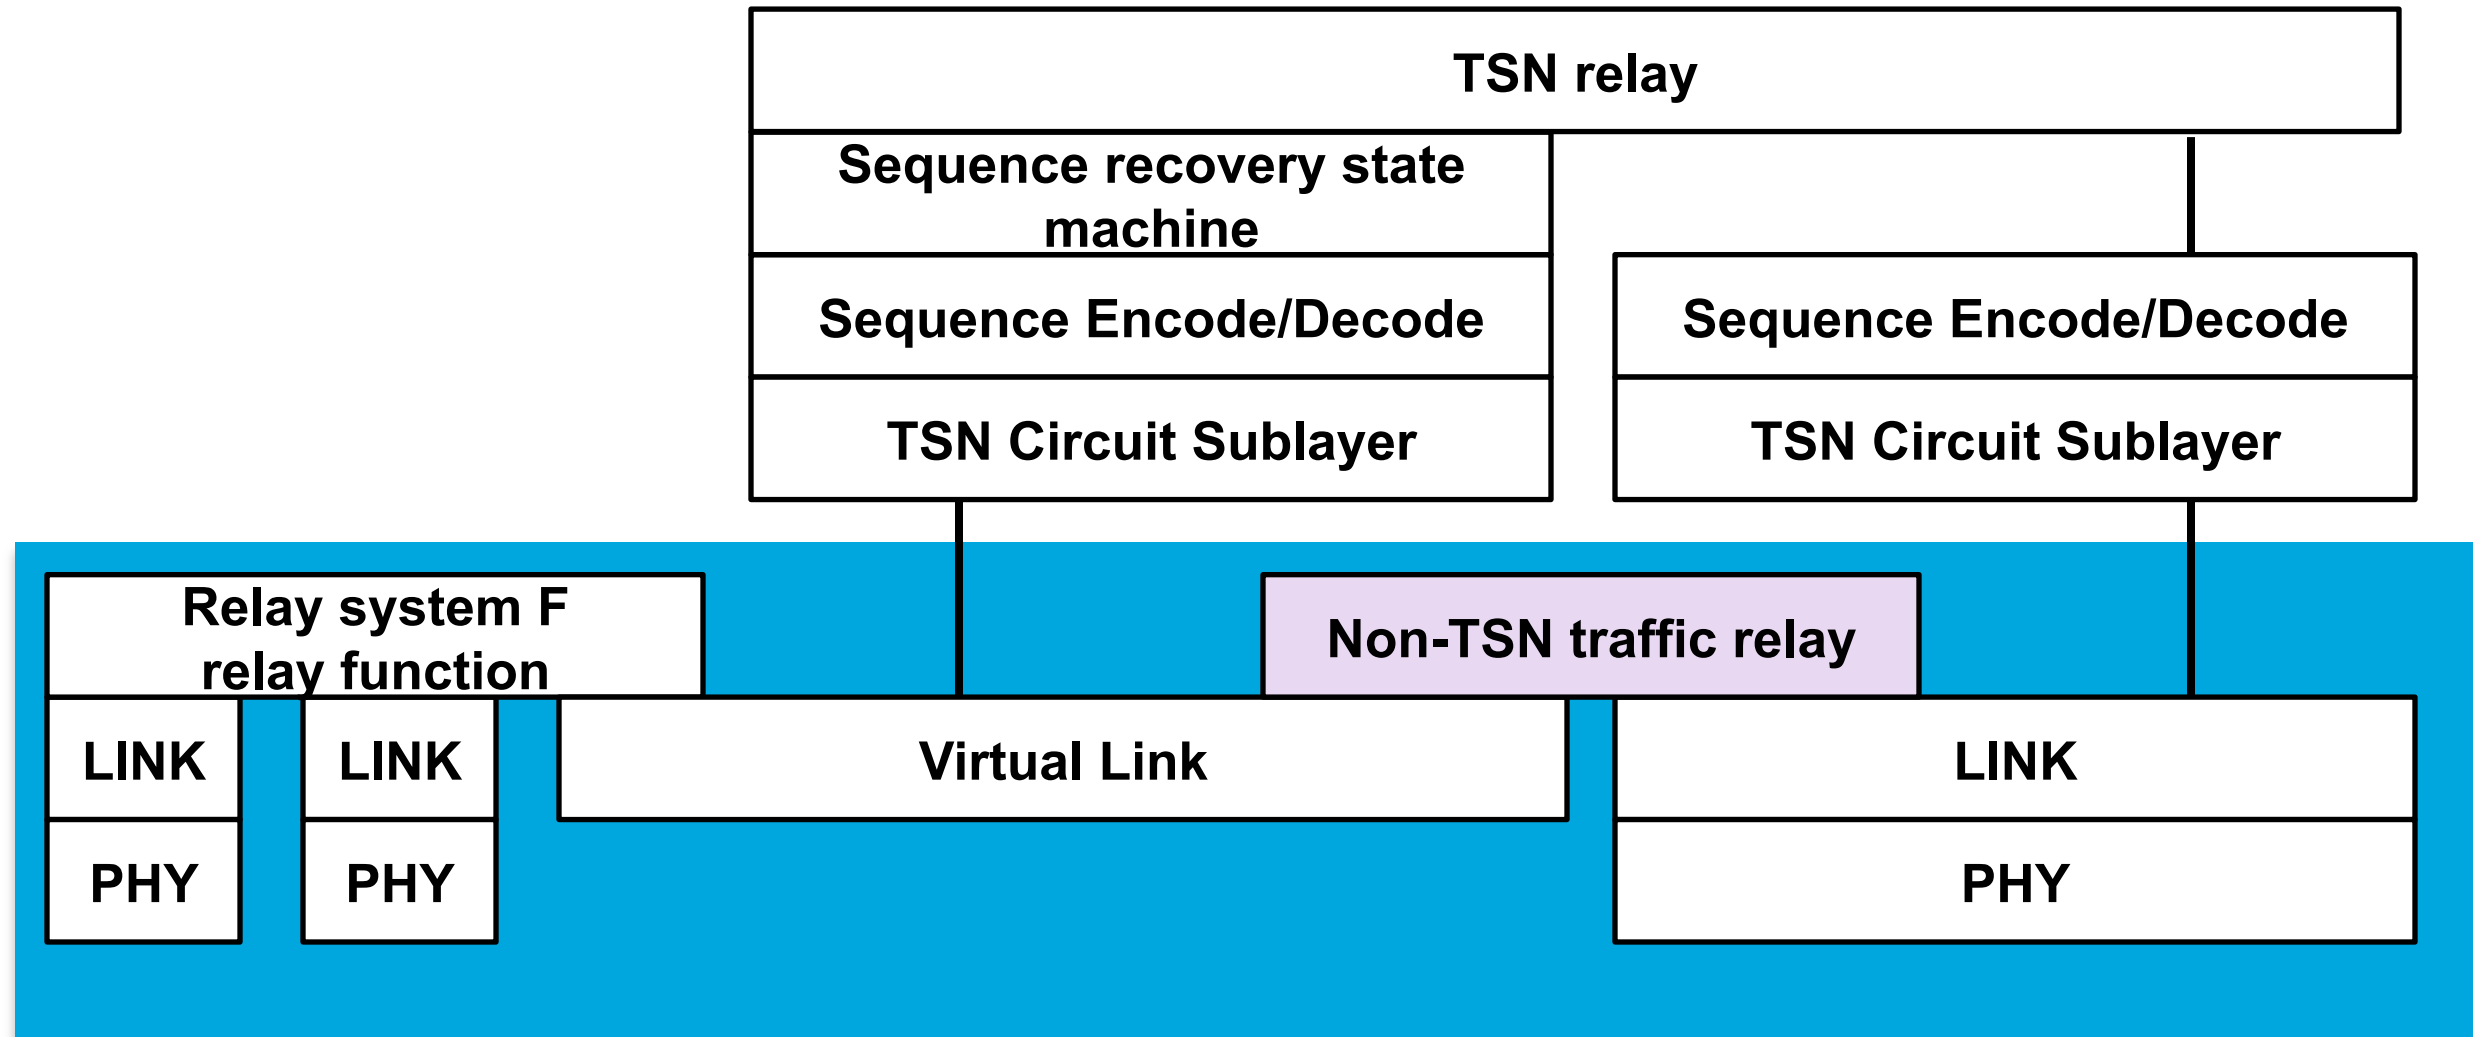 TSN relay
Sequence recovery state
machine
Sequence Encode/Decode
Sequence Encode/Decode
TSN Circuit Sublayer
TSN Circuit Sublayer
Relay system F
relay function
Non-TSN traffic relay
LINK
LINK
Virtual Link
LINK
PHY
PHY
PHY